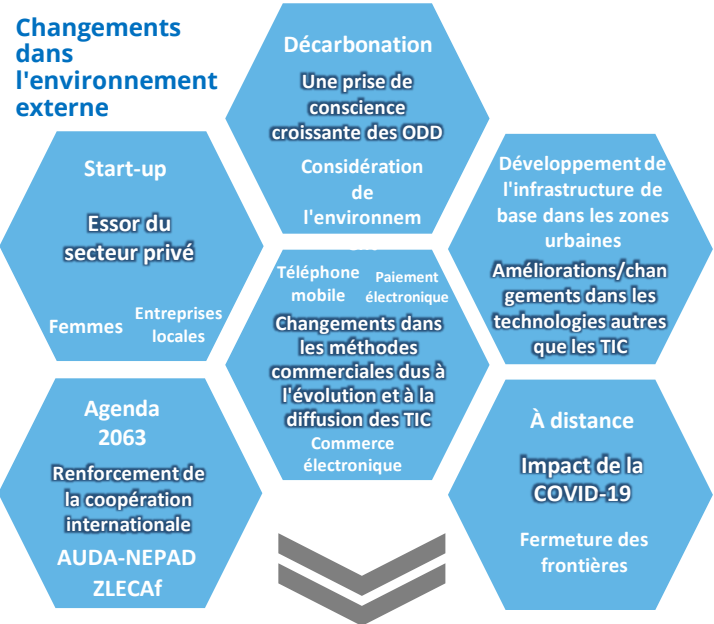 Changements
dans
l'environnement
externe
Décarbonation
Une prise de
conscience
croissante des ODD
Considération
de
l'environnem
Start-up
Essor du
secteur privé
Femmes
Entreprises
locales
Développement de
l'infrastructure de
base dans les zones
urbaines
Améliorations/chan
gements dans les
technologies autres
que les TIC
Téléphone
mobile
Paiement
électronique
Changements dans
les méthodes
commerciales dus à
l'évolution et à la
diffusion des TIC
Commerce
électronique
Agenda
2063
Renforcement de
la coopération
internationale
AUDA-NEPAD
ZLECAf
À distance
Impact de la
COVID-19
Fermeture des
frontières